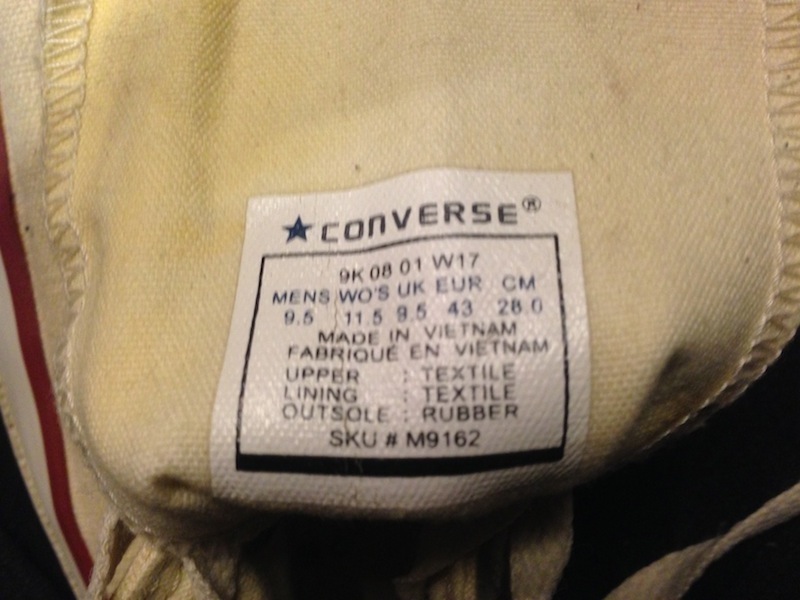 CONVERSE®
9K 08 01 W17
MENS WO'S UK EUR CM
9.5 11.5 9.5 43 28.0
MADE IN VIETNAM
FABRIQUÉ EN VIETNAM
UPPER : TEXTILE
LINING : TEXTILE
OUTSOLE : RUBBER
SKU # M9162